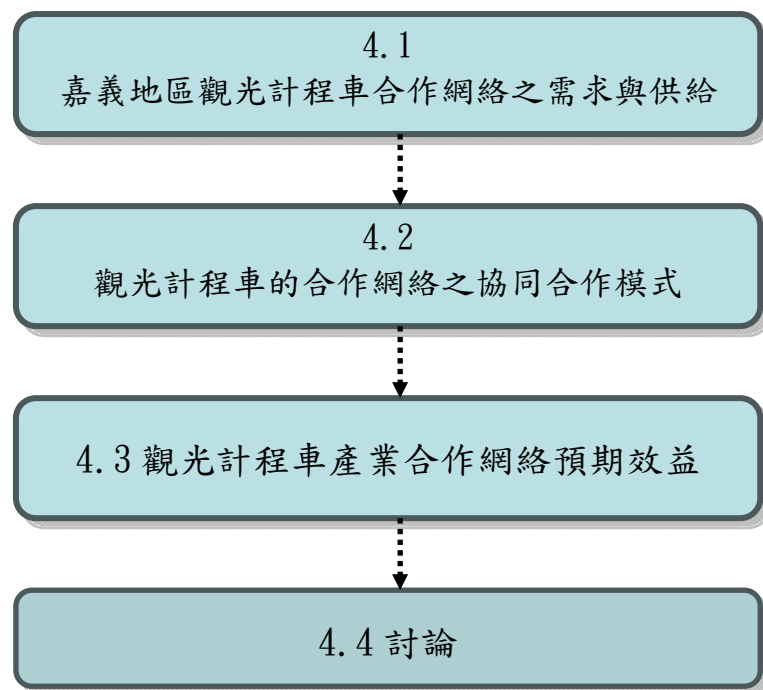 4.1
嘉義地區觀光計程車合作網絡之需求與供給
4.2
觀光計程車的合作網絡之協同合作模式
4.3 觀光計程車產業合作網絡預期效益
4.4 討論